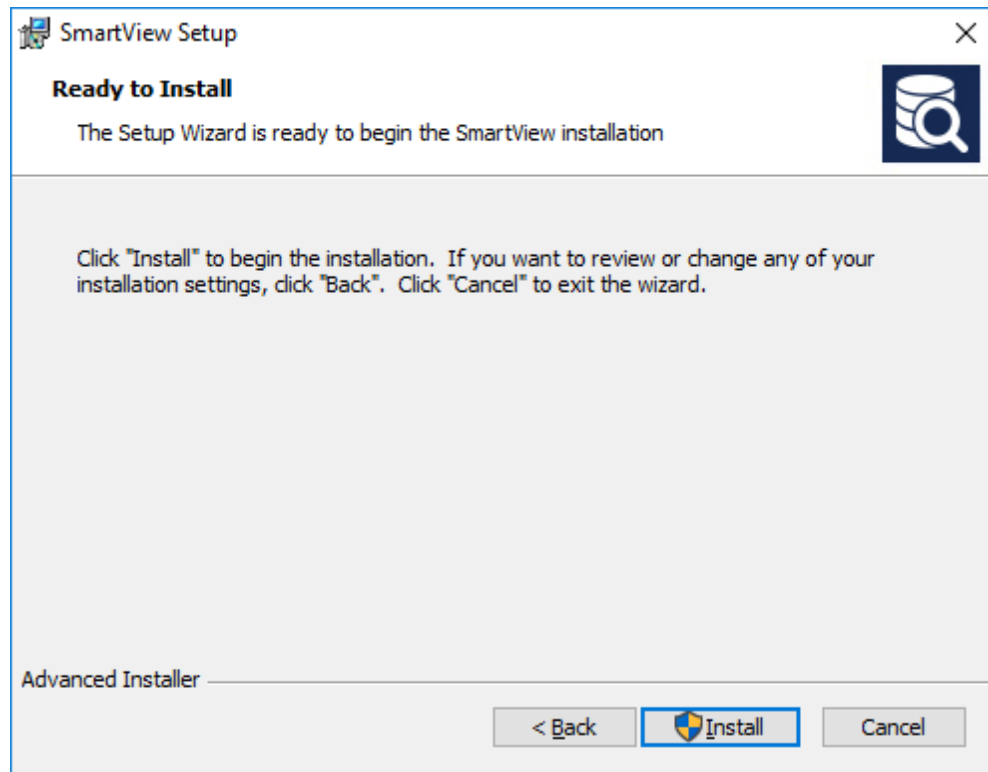 SmartView Setup
Ready to Install
The Setup Wizard is ready to begin the SmartView installation
Click "Install" to begin the installation.  If you want to review or change any of your
installation settings, click "Back".  Click "Cancel" to exit the wizard.
Advanced Installer
< Back
Install
Cancel